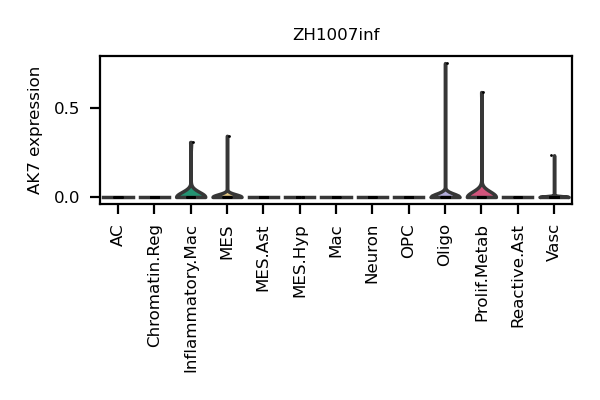 ZH1007inf
AK7 expression
0.5
0.0
AC
Chromatin.Reg
Inflammatory.Mac
MES
MES.Ast
MES.Hyp
Mac
Neuron
OPC
Oligo
Prolif.Metab
Reactive.Ast
Vasc